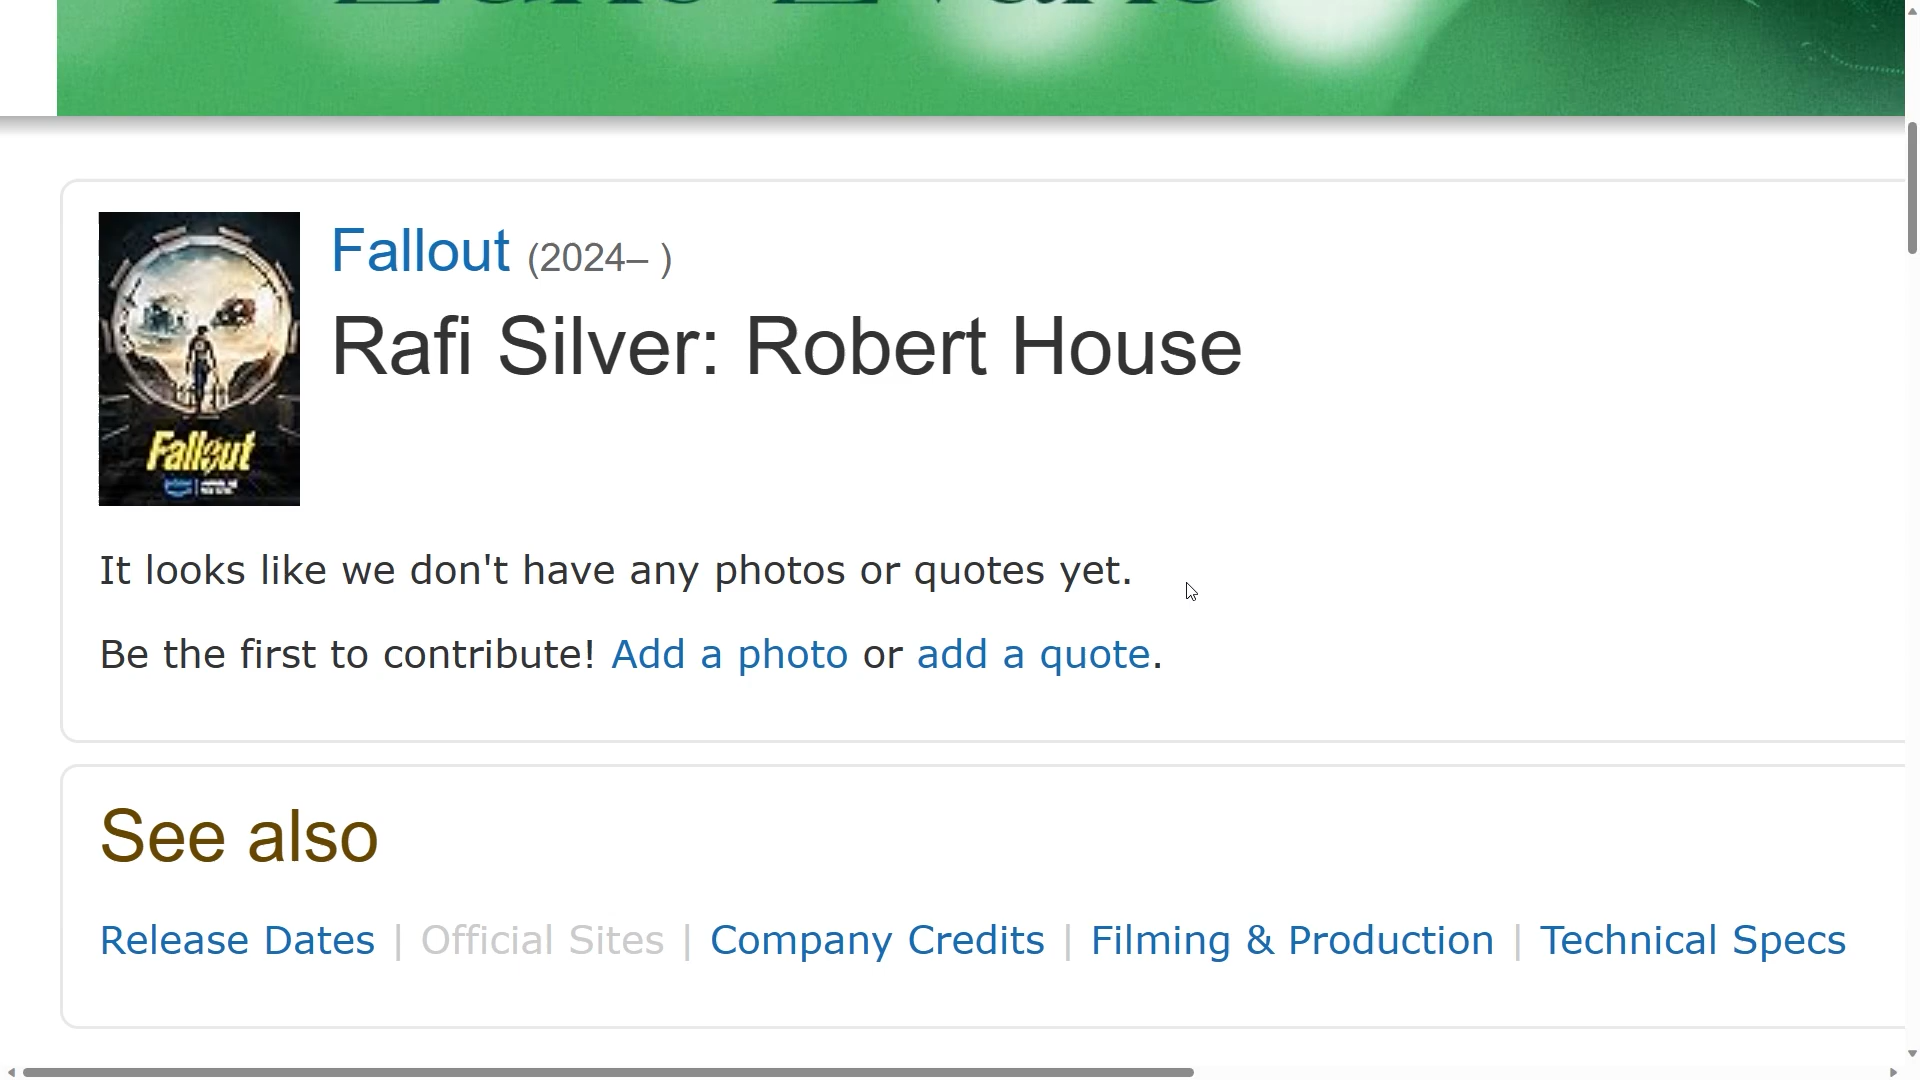 Fallout (2024– )
Rafi Silver: Robert House
Fallout
It looks like we don't have any photos or quotes yet.
Be the first to contribute! Add a photo or add a quote.
See also
Release Dates | Official Sites | Company Credits | Filming & Production | Technical Specs